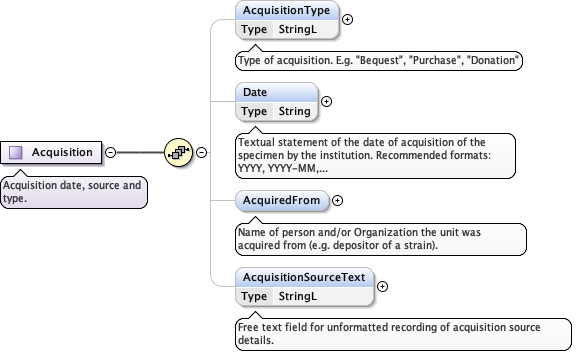 AcquisitionType
Type StringL
Type of acquisition. E.g. "Bequest", "Purchase", "Donation"
Date
Type String
Textual statement of the date of acquisition of the
specimen by the institution. Recommended formats:
YYYY, YYYY-MM,...
Acquisition
Acquisition date, source and
type.
AcquiredFrom
Name of person and/or Organization the unit was
acquired from (e.g. depositor of a strain).
AcquisitionSourceText
Type StringL
Free text field for unformatted recording of acquisition source
details.